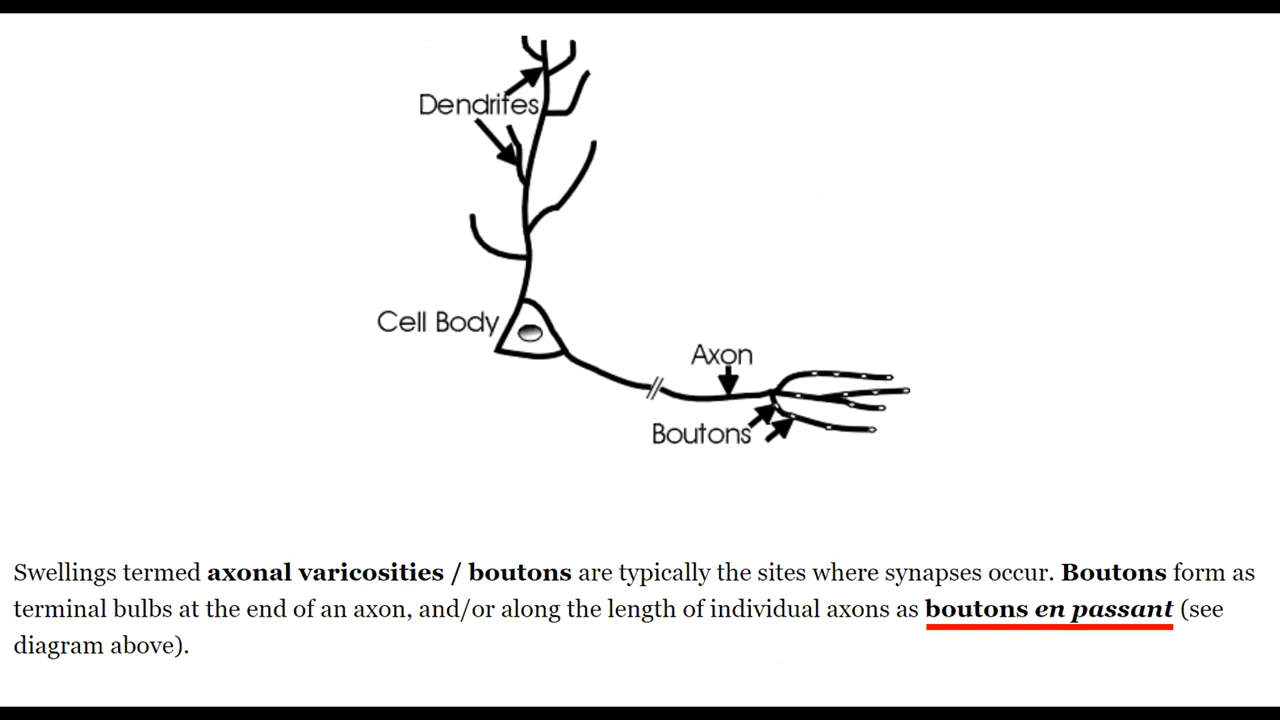 Dendrites
Cell Body
Axon
Boutons
Swellings termed axonal varicosities / boutons are typically the sites where synapses occur. Boutons form as
terminal bulbs at the end of an axon, and/or along the length of individual axons as boutons en passant (see
diagram above).